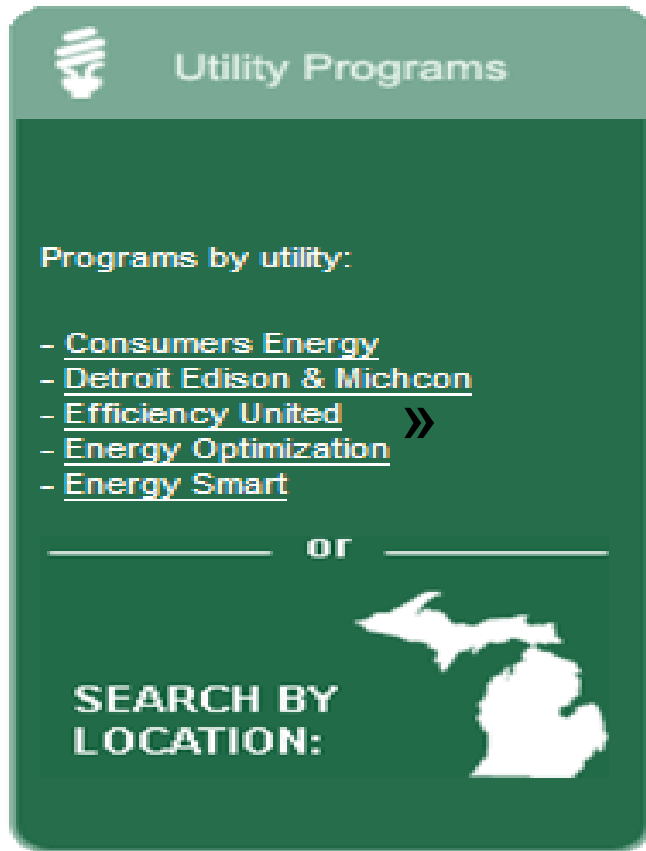 Utility Programs
Programs by utility:
- Consumers Energy
- Detroit Edison & Michcon
- Efficiency United »
- Energy Optimization
- Energy Smart
or
SEARCH BY
LOCATION: